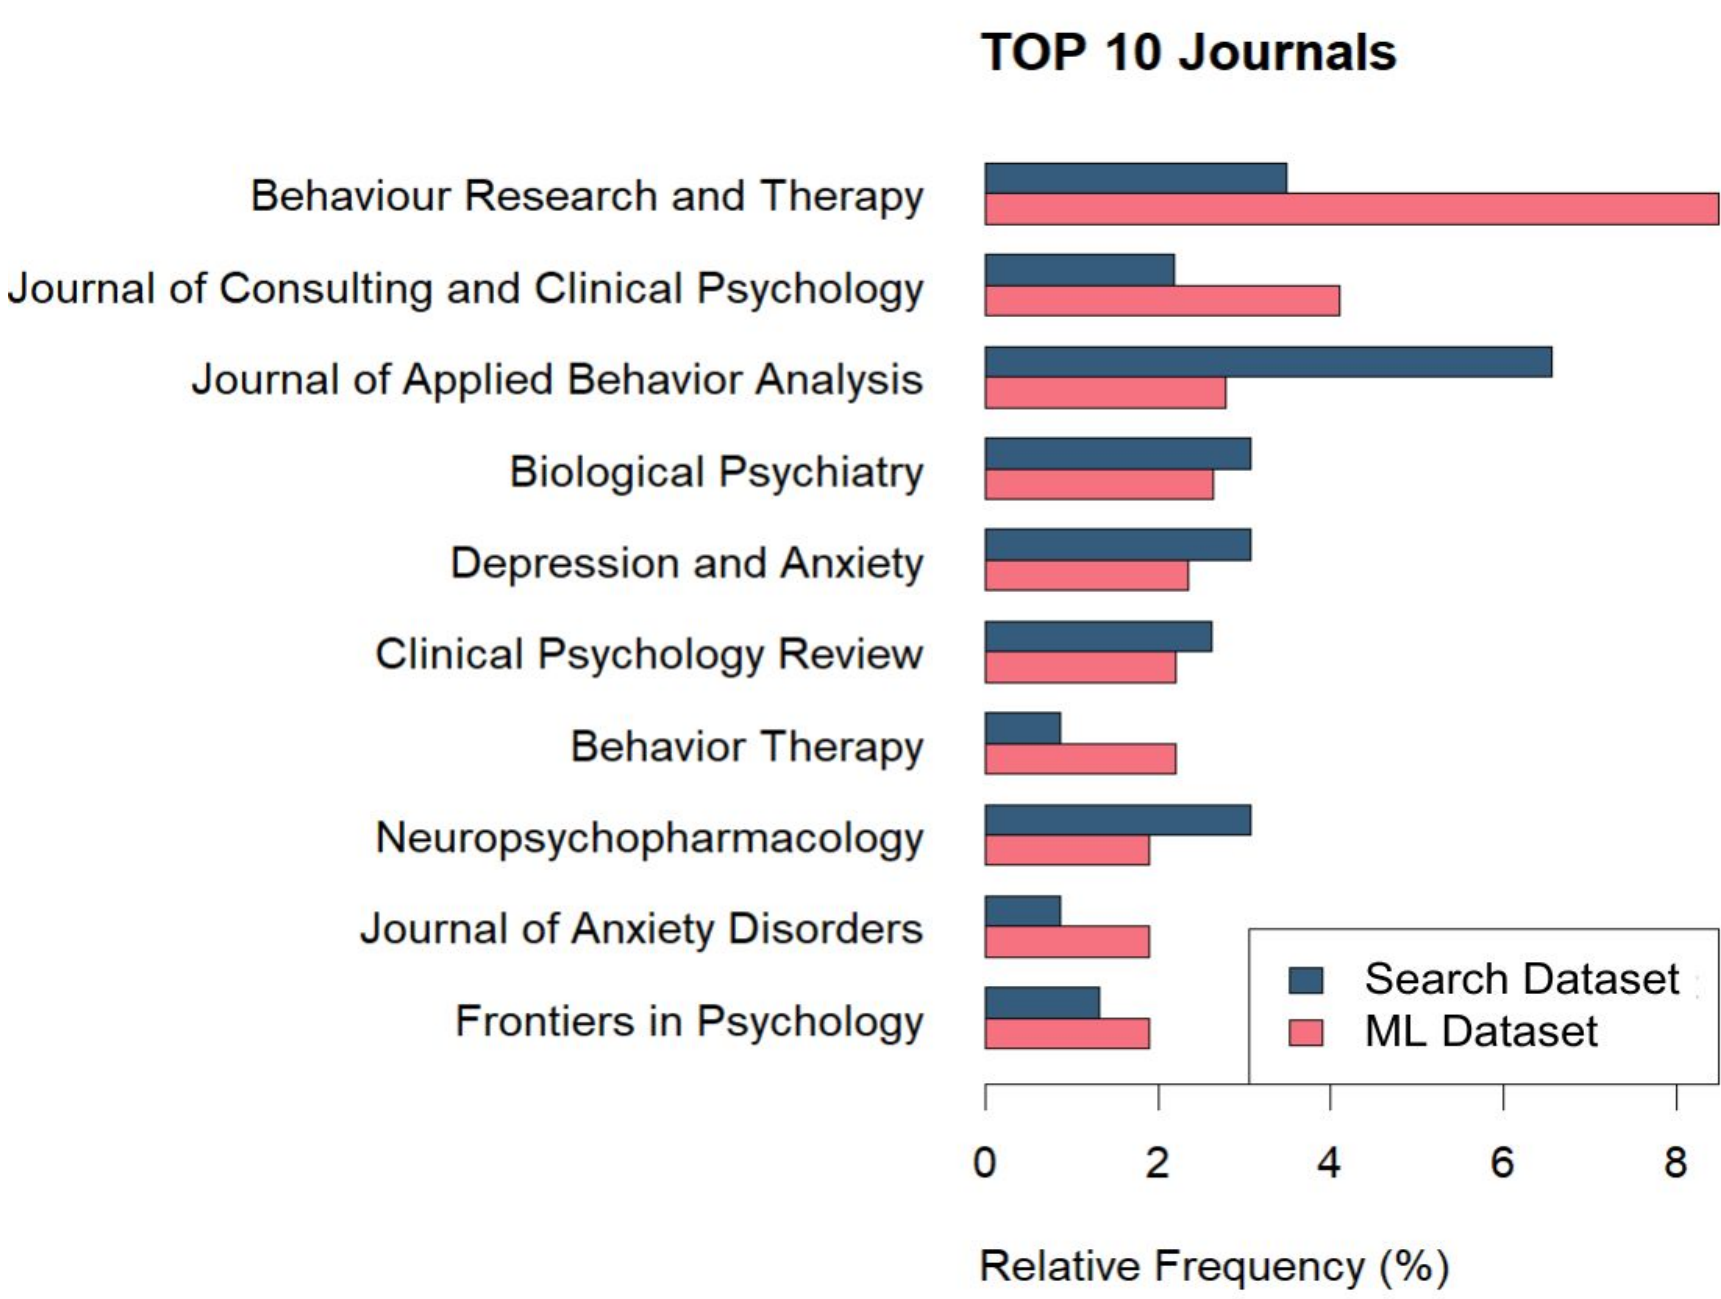 TOP 10 Journals
Behaviour Research and Therapy
Journal of Consulting and Clinical Psychology
Journal of Applied Behavior Analysis
Biological Psychiatry
Depression and Anxiety
Clinical Psychology Review
Behavior Therapy
Neuropsychopharmacology
Journal of Anxiety Disorders
Frontiers in Psychology
Search Dataset
ML Dataset
0 2 4 6 8
Relative Frequency (%)